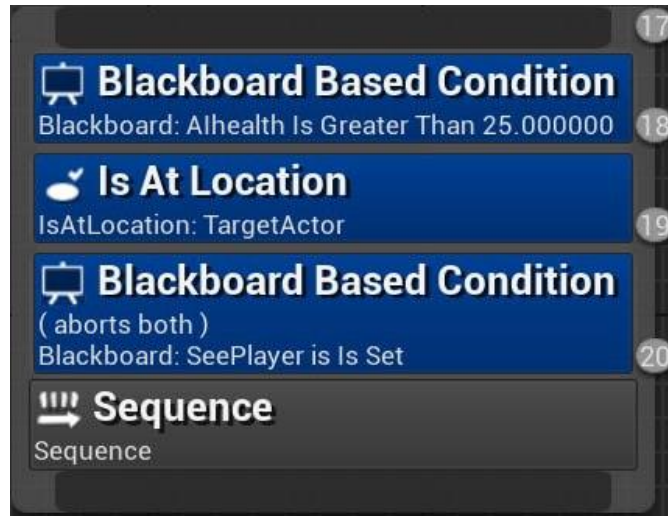 17
Blackboard Based Condition
Blackboard: AIhealth Is Greater Than 25.000000
18
Is At Location
IsAtLocation: TargetActor
19
Blackboard Based Condition
( aborts both )
Blackboard: SeePlayer is Is Set
20
Sequence
Sequence